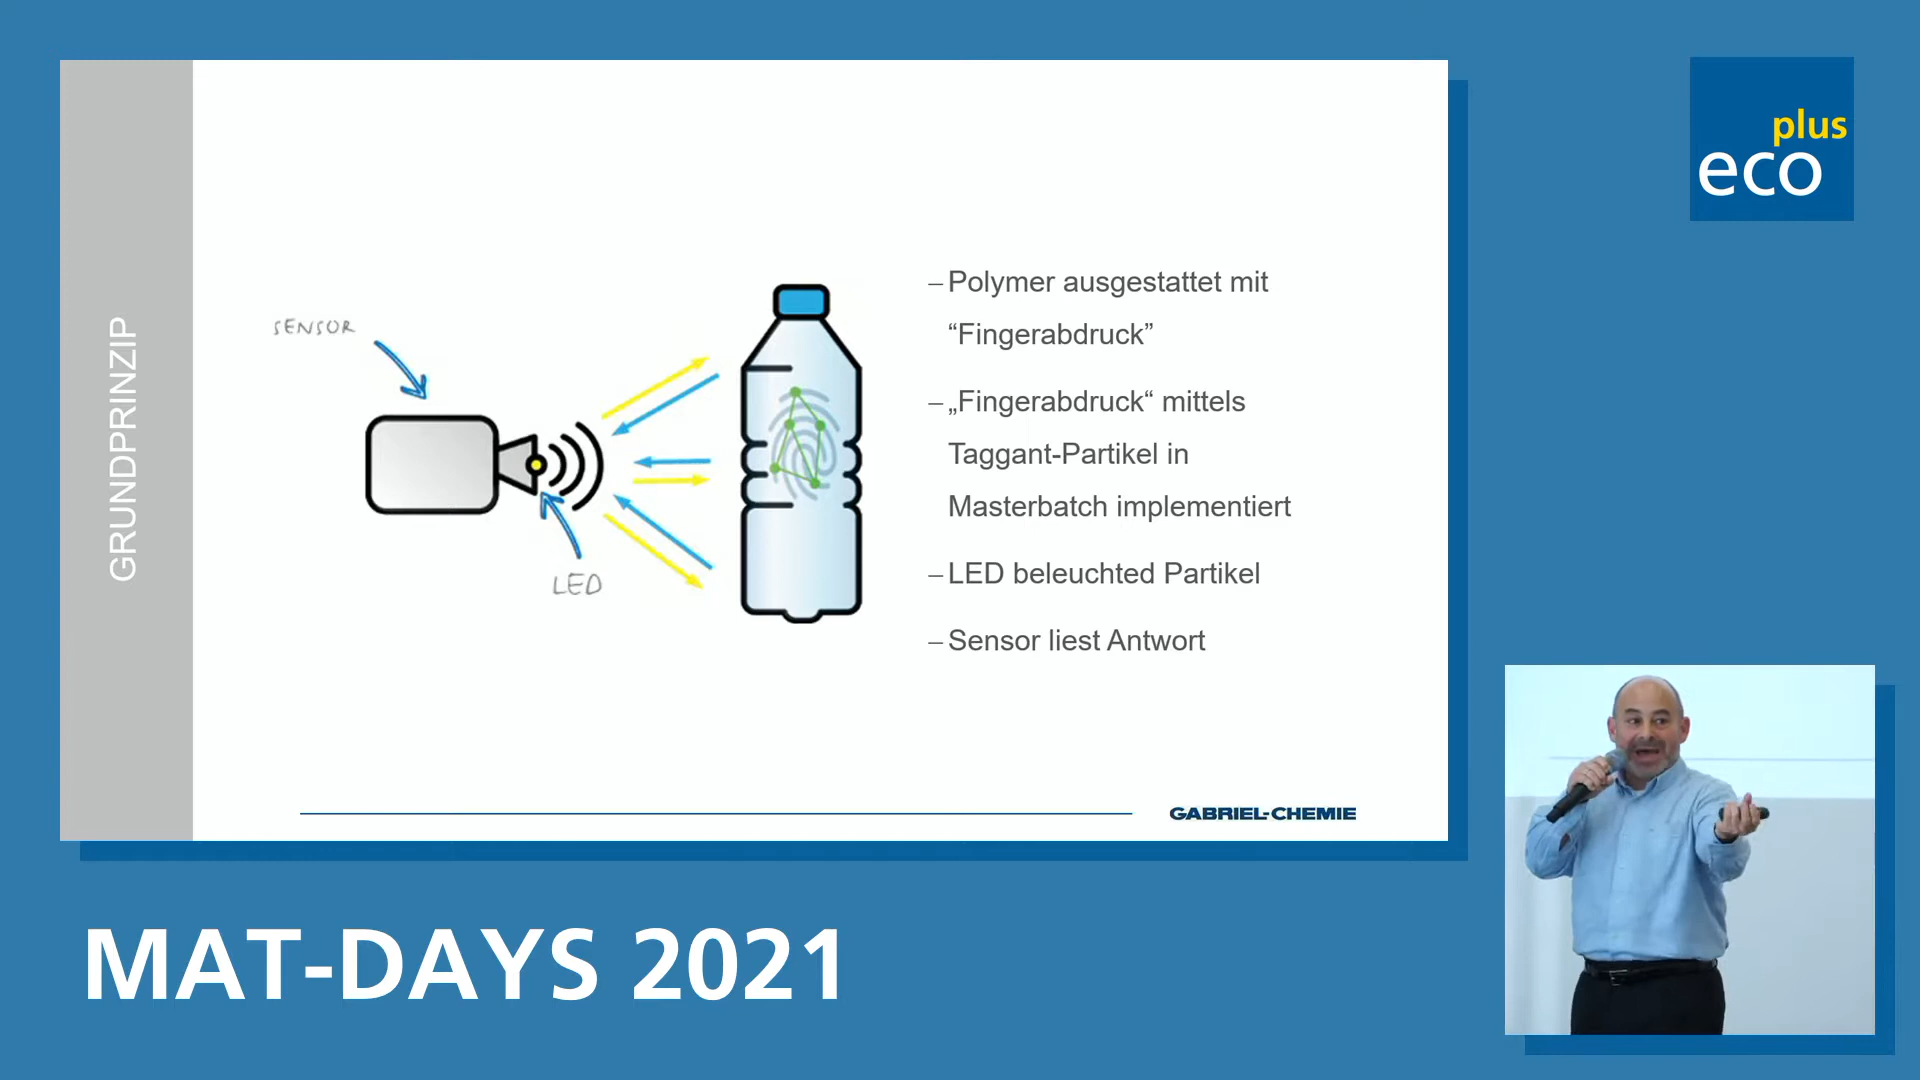 plus
eco
GRUNDPRINZIP
SENSOR
LED
– Polymer ausgestattet mit
“Fingerabdruck”
– „Fingerabdruck“ mittels
Taggant-Partikel in
Masterbatch implementiert
– LED beleuchted Partikel
– Sensor liest Antwort
GABRIEL-CHEMIE
MAT-DAYS 2021